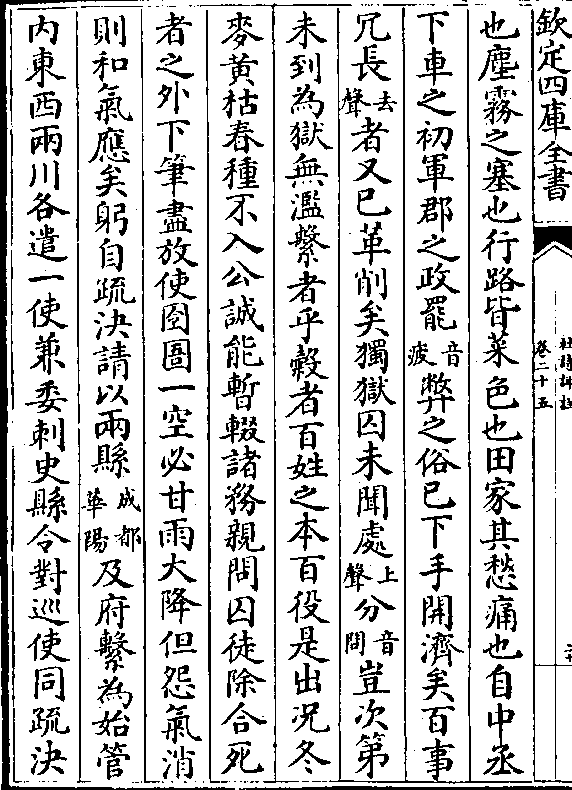 欽定四庫全書
杜詩詳註
卷二十五
也塵霧之塞也行路皆菜色也田家其愁痛也自中丞
下車之初軍郡之政罷音疲弊之俗已下手開濟矣百事
冗長去聲者又已革削矣獨獄囚未聞處上聲分音問豈次第
未到為獄無濫繫者乎穀者百姓之本百役是出况冬
麥黃枯春種不入公誠能暫輟諸務親問囚徒除合死
者之外下筆盡放使囹圄一空必甘雨大降但怨氣消
則和氣應矣躬自疏決請以兩縣成都華陽及府繫為始管
内東西兩川各遣一使兼委刺史縣令對巡使同疏決